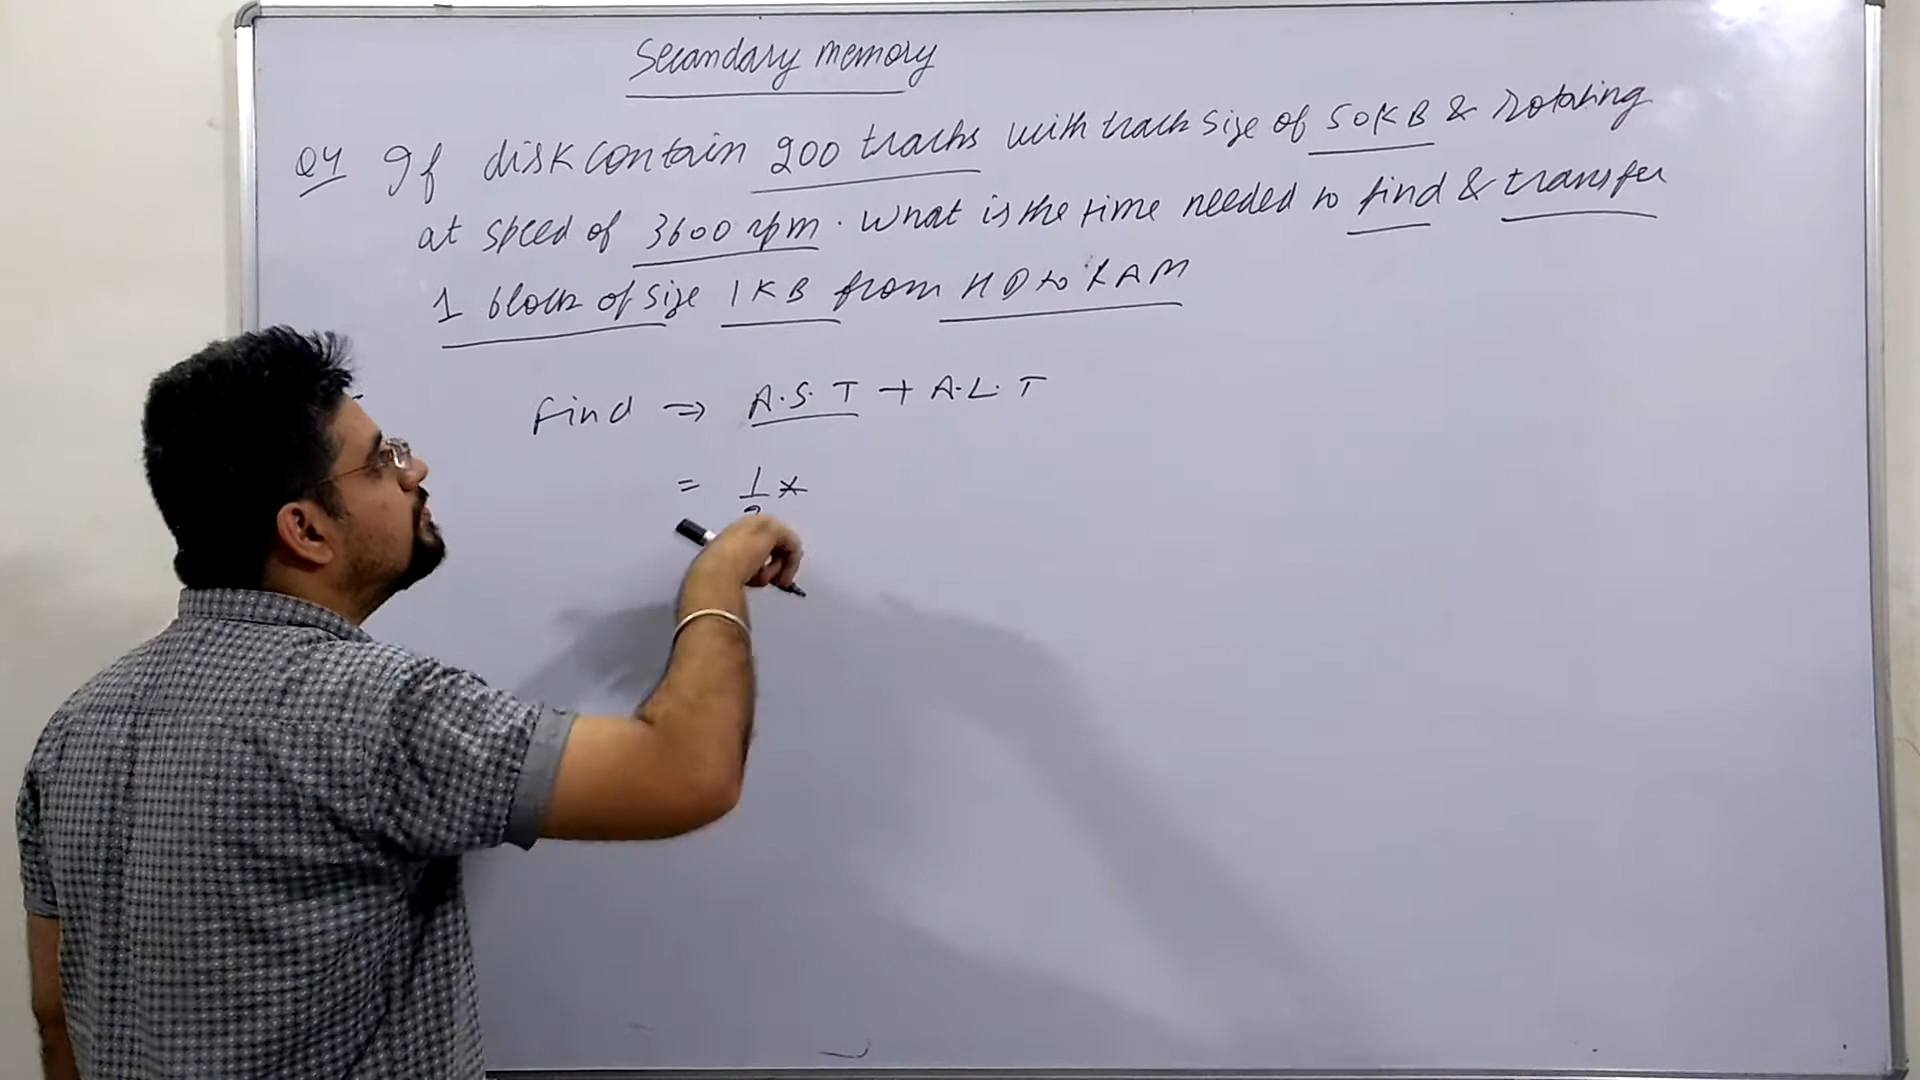 Secondary memory
Q4 If disk contain 200 tracks with track size of 50KB & rotating
at speed of 3600 rpm. What is the time needed to find & transfer
1 block of size 1KB from HD to RAM
Find ⇒ A.S.T + A.L.T
= 1/2 ×